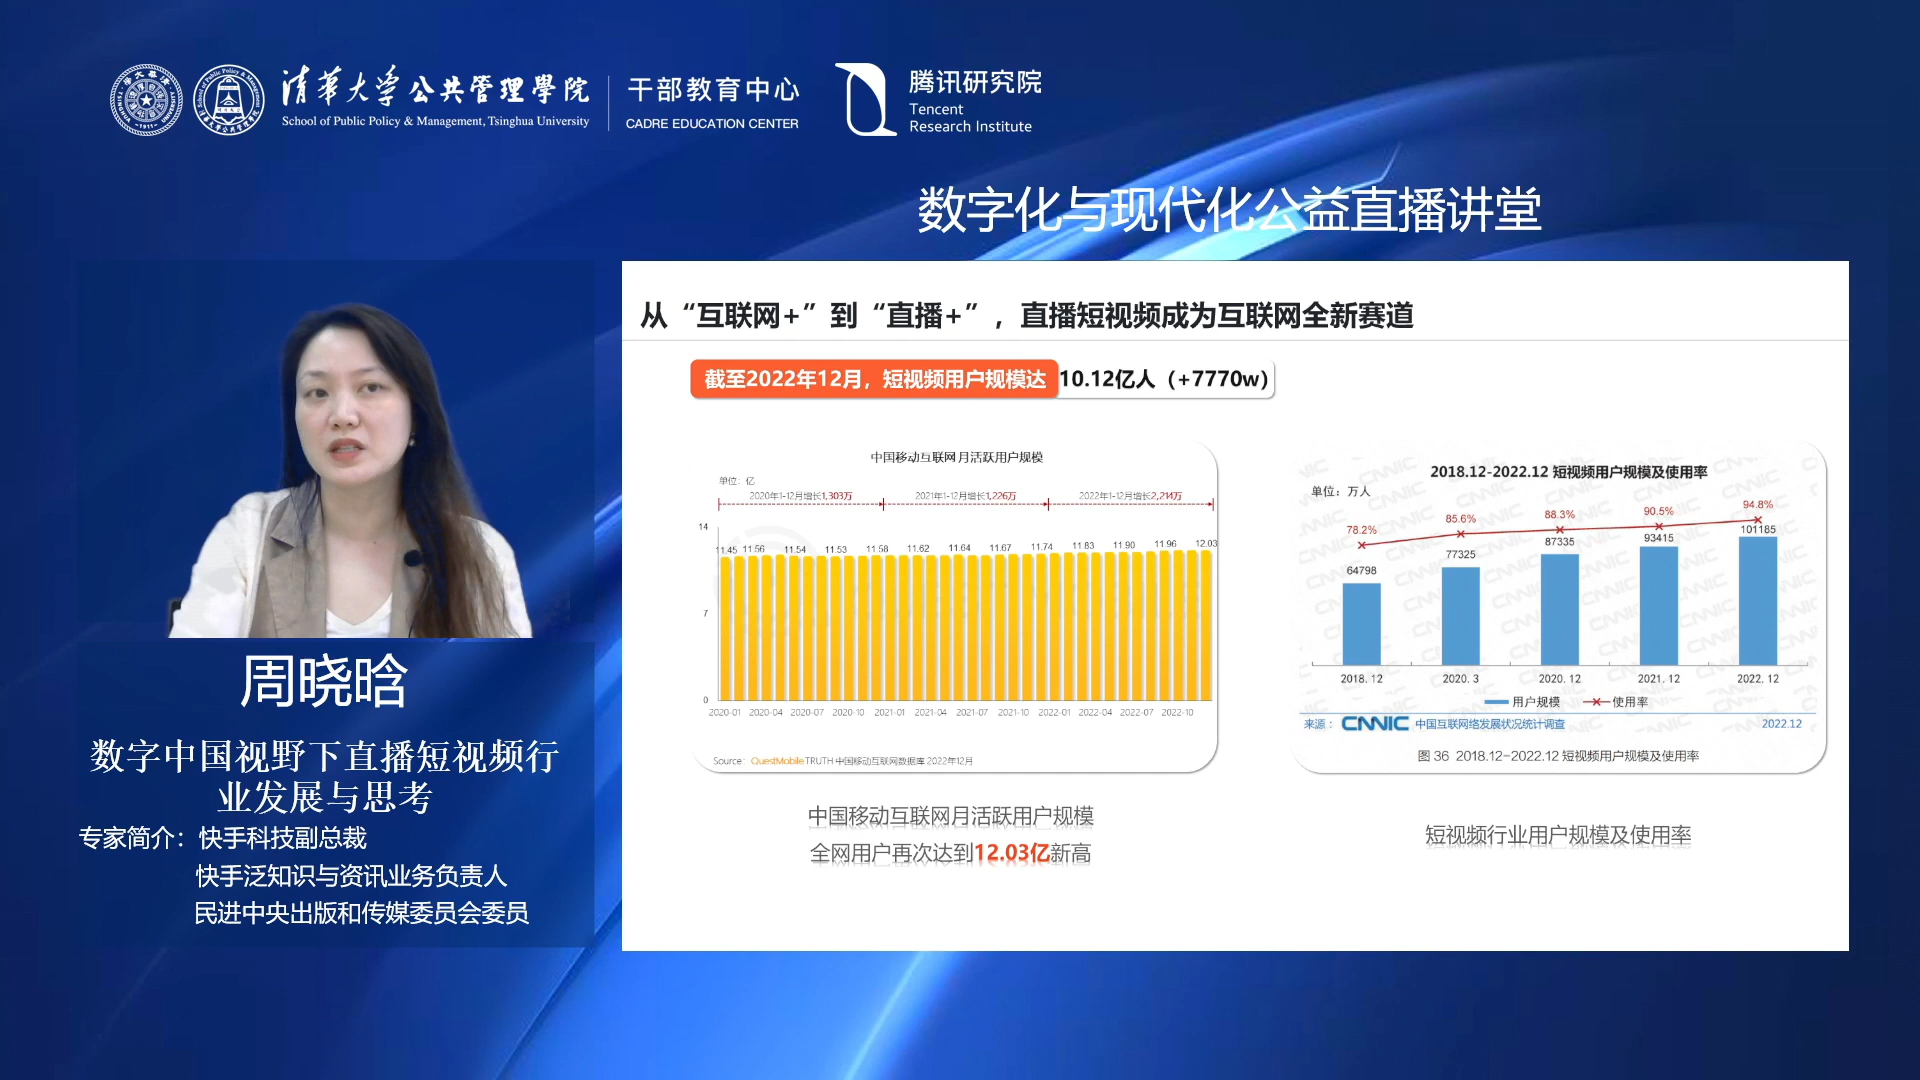 清華大学公共管理學院
School of Public Policy & Management, Tsinghua University
干部教育中心
CADRE EDUCATION CENTER
腾讯研究院
Tencent
Research Institute
数字化与现代化公益直播讲堂
周晓晗
数字中国视野下直播短视频行
业发展与思考
专家简介：快手科技副总裁
快手泛知识与资讯业务负责人
民进中央出版和传媒委员会委员
从“互联网+”到“直播+”，直播短视频成为互联网全新赛道
截至2022年12月，短视频用户规模达 10.12亿人（+7770w）
中国移动互联网月活跃用户规模
单位：亿
2020年1-12月增长1,303万 2021年1-12月增长1,226万 2022年1-12月增长2,214万
14
11.45 11.56 11.54 11.53 11.58 11.62 11.64 11.67 11.74 11.83 11.90 11.96 12.03
7
0
2020-01 2020-04 2020-07 2020-10 2021-01 2021-04 2021-07 2021-10 2022-01 2022-04 2022-07 2022-10
Source：QuestMobile TRUTH 中国移动互联网数据库 2022年12月
中国移动互联网月活跃用户规模
全网用户再次达到12.03亿新高
2018.12-2022.12 短视频用户规模及使用率
单位：万人
78.2% 85.6% 88.3% 90.5% 94.8%
64798 77325 87335 93415 101185
2018. 12 2020. 3 2020. 12 2021. 12 2022. 12
用户规模 使用率
来源：CNNIC 中国互联网络发展状况统计调查 2022.12
图 36 2018.12-2022.12 短视频用户规模及使用率
短视频行业用户规模及使用率